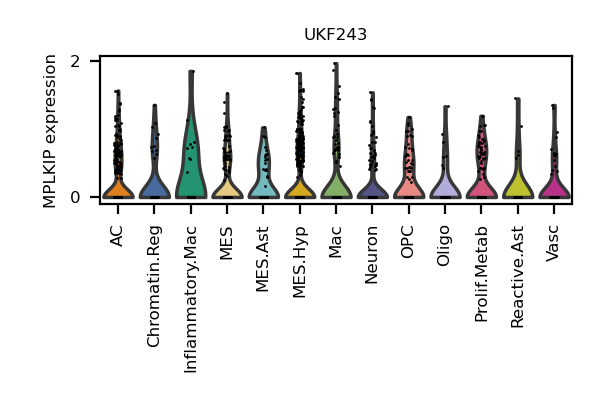 UKF243
MPLKIP expression
2
0
AC
Chromatin.Reg
Inflammatory.Mac
MES
MES.Ast
MES.Hyp
Mac
Neuron
OPC
Oligo
Prolif.Metab
Reactive.Ast
Vasc